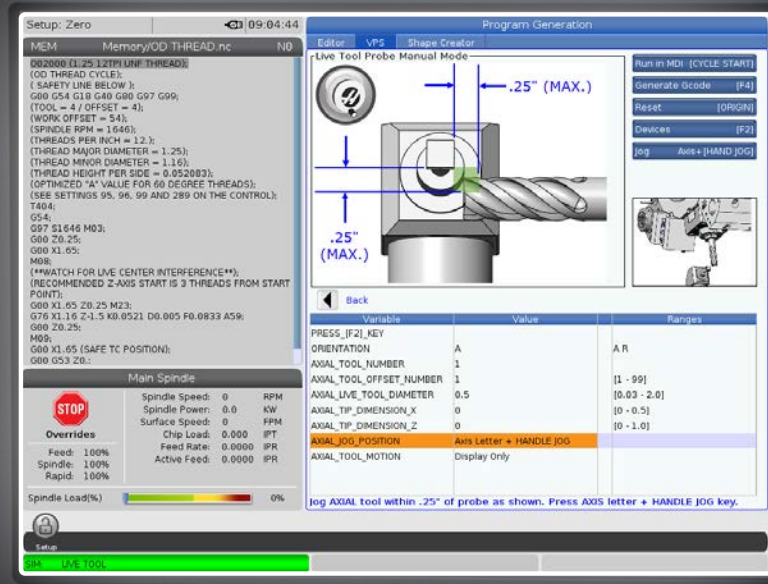 Setup: Zero
09:04:44
Program Generation
MEM Memory/OD THREAD.nc N0
Editor VPS Shape Creator
O02000 (1.25 12TPI UNF THREAD);
(OD THREAD CYCLE);
( SAFETY LINE BELOW );
G00 G54 G18 G40 G80 G97 G99;
(TOOL = 4 / OFFSET = 4);
(WORK OFFSET = 54);
(SPINDLE RPM = 1646);
(THREADS PER INCH = 12.);
(THREAD MAJOR DIAMETER = 1.25);
(THREAD MINOR DIAMETER = 1.16);
(THREAD HEIGHT PER SIDE = 0.052083);
(OPTIMIZED "A" VALUE FOR 60 DEGREE THREADS);
(SEE SETTINGS 95, 96, 99 AND 289 ON THE CONTROL);
T404;
G54;
G97 S1646 M03;
G00 Z0.25;
G00 X1.65;
M08;
(**WATCH FOR LIVE CENTER INTERFERENCE**);
(RECOMMENDED Z-AXIS START IS 3 THREADS FROM START
POINT);
G00 X1.65 Z0.25 M23;
G76 X1.16 Z-1.5 K0.0521 D0.005 F0.0833 A59;
G00 Z0.25;
M09;
G00 X1.65 (SAFE TC POSITION);
G00 G53 Z0.;
Live Tool Probe Manual Mode
.25" (MAX.)
.25"
(MAX.)
Run in MDI [CYCLE START]
Generate Gcode [F4]
Reset [ORIGIN]
Devices [F2]
Jog Axis+[HAND JOG]
Back
Variable Value Ranges
PRESS_[F2]_KEY
ORIENTATION A A R
AXIAL_TOOL_NUMBER 1
AXIAL_TOOL_OFFSET_NUMBER 1 [1 - 99]
AXIAL_LIVE_TOOL_DIAMETER 0.5 [0.03 - 2.0]
AXIAL_TIP_DIMENSION_X 0 [0 - 0.5]
AXIAL_TIP_DIMENSION_Z 0 [0 - 1.0]
AXIAL_JOG_POSITION Axis Letter + HANDLE JOG
AXIAL_TOOL_MOTION Display Only
Jog AXIAL tool within .25" of probe as shown. Press AXIS letter + HANDLE JOG key.
Main Spindle
STOP
Overrides
Feed: 100%
Spindle: 100%
Rapid: 100%
Spindle Speed: 0 RPM
Spindle Power: 0.0 KW
Surface Speed: 0 FPM
Chip Load: 0.000 IPT
Feed Rate: 0.0000 IPR
Active Feed: 0.0000 IPR
Spindle Load(%) 0%
Setup
SIM LIVE TOOL